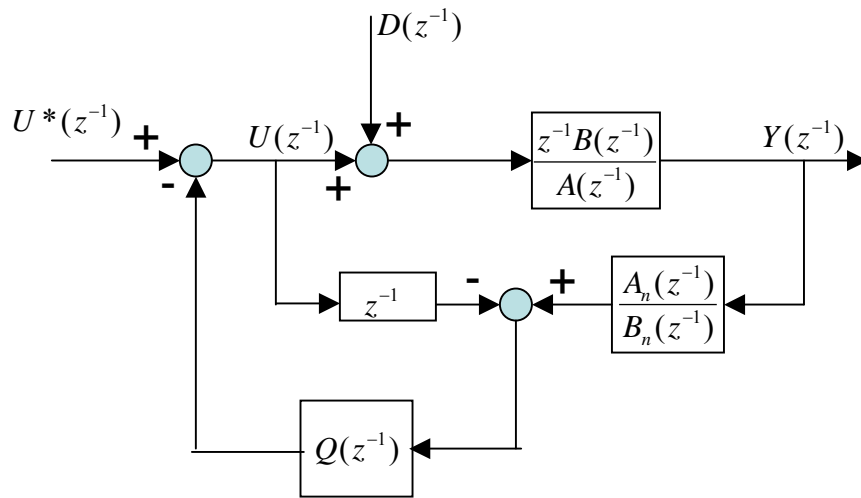 D(z⁻¹)
U*(z⁻¹)
+
-
U(z⁻¹)
+
+
z⁻¹B(z⁻¹)
A(z⁻¹)
Y(z⁻¹)
z⁻¹
-
+
Aₙ(z⁻¹)
Bₙ(z⁻¹)
Q(z⁻¹)